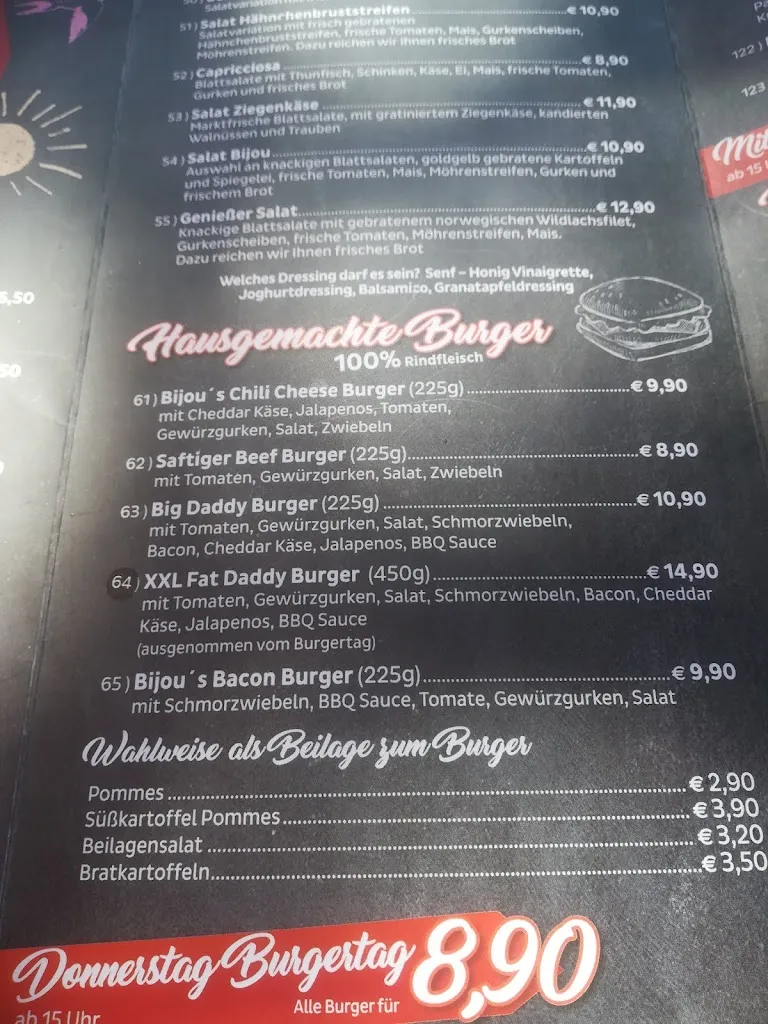 Salatvariation mit
51) Salat Hähnchenbruststreifen € 10,90
Salatvariation mit frisch gebratenen
Hähnchenbruststreifen, frische Tomaten, Mais, Gurkenscheiben,
Möhrenstreifen. Dazu reichen wir Ihnen frisches Brot
52) Capricciosa € 8,90
Blattsalate mit Thunfisch, Schinken, Käse, Ei, Mais, frische Tomaten,
Gurken und frisches Brot
53) Salat Ziegenkäse € 11,90
Marktfrische Blattsalate, mit gratiniertem Ziegenkäse, kandierten
Walnüssen und Trauben
54) Salat Bijou € 10,90
Auswahl an knackigen Blattsalaten, goldgelb gebratene Kartoffeln
und Spiegelei, frische Tomaten, Mais, Möhrenstreifen, Gurken und
frischem Brot
55) Genießer Salat € 12,90
Knackige Blattsalate mit gebratenem norwegischen Wildlachsfilet,
Gurkenscheiben, frische Tomaten, Möhrenstreifen, Mais.
Dazu reichen wir Ihnen frisches Brot
Welches Dressing darf es sein? Senf – Honig Vinaigrette,
Joghurtdressing, Balsamico, Granatapfeldressing
Hausgemachte Burger
100% Rindfleisch
61) Bijou´s Chili Cheese Burger (225g) € 9,90
mit Cheddar Käse, Jalapenos, Tomaten,
Gewürzgurken, Salat, Zwiebeln
62) Saftiger Beef Burger (225g) € 8,90
mit Tomaten, Gewürzgurken, Salat, Zwiebeln
63) Big Daddy Burger (225g) € 10,90
mit Tomaten, Gewürzgurken, Salat, Schmorzwiebeln,
Bacon, Cheddar Käse, Jalapenos, BBQ Sauce
64) XXL Fat Daddy Burger (450g) € 14,90
mit Tomaten, Gewürzgurken, Salat, Schmorzwiebeln, Bacon, Cheddar
Käse, Jalapenos, BBQ Sauce
(ausgenommen vom Burgertag)
65) Bijou´s Bacon Burger (225g) € 9,90
mit Schmorzwiebeln, BBQ Sauce, Tomate, Gewürzgurken, Salat
Wahlweise als Beilage zum Burger
Pommes € 2,90
Süßkartoffel Pommes € 3,90
Beilagensalat € 3,20
Bratkartoffeln € 3,50
Donnerstag Burgertag 8,90
ab 15 Uhr Alle Burger für
5,50
50
122)
123
Mit
ab 15 U